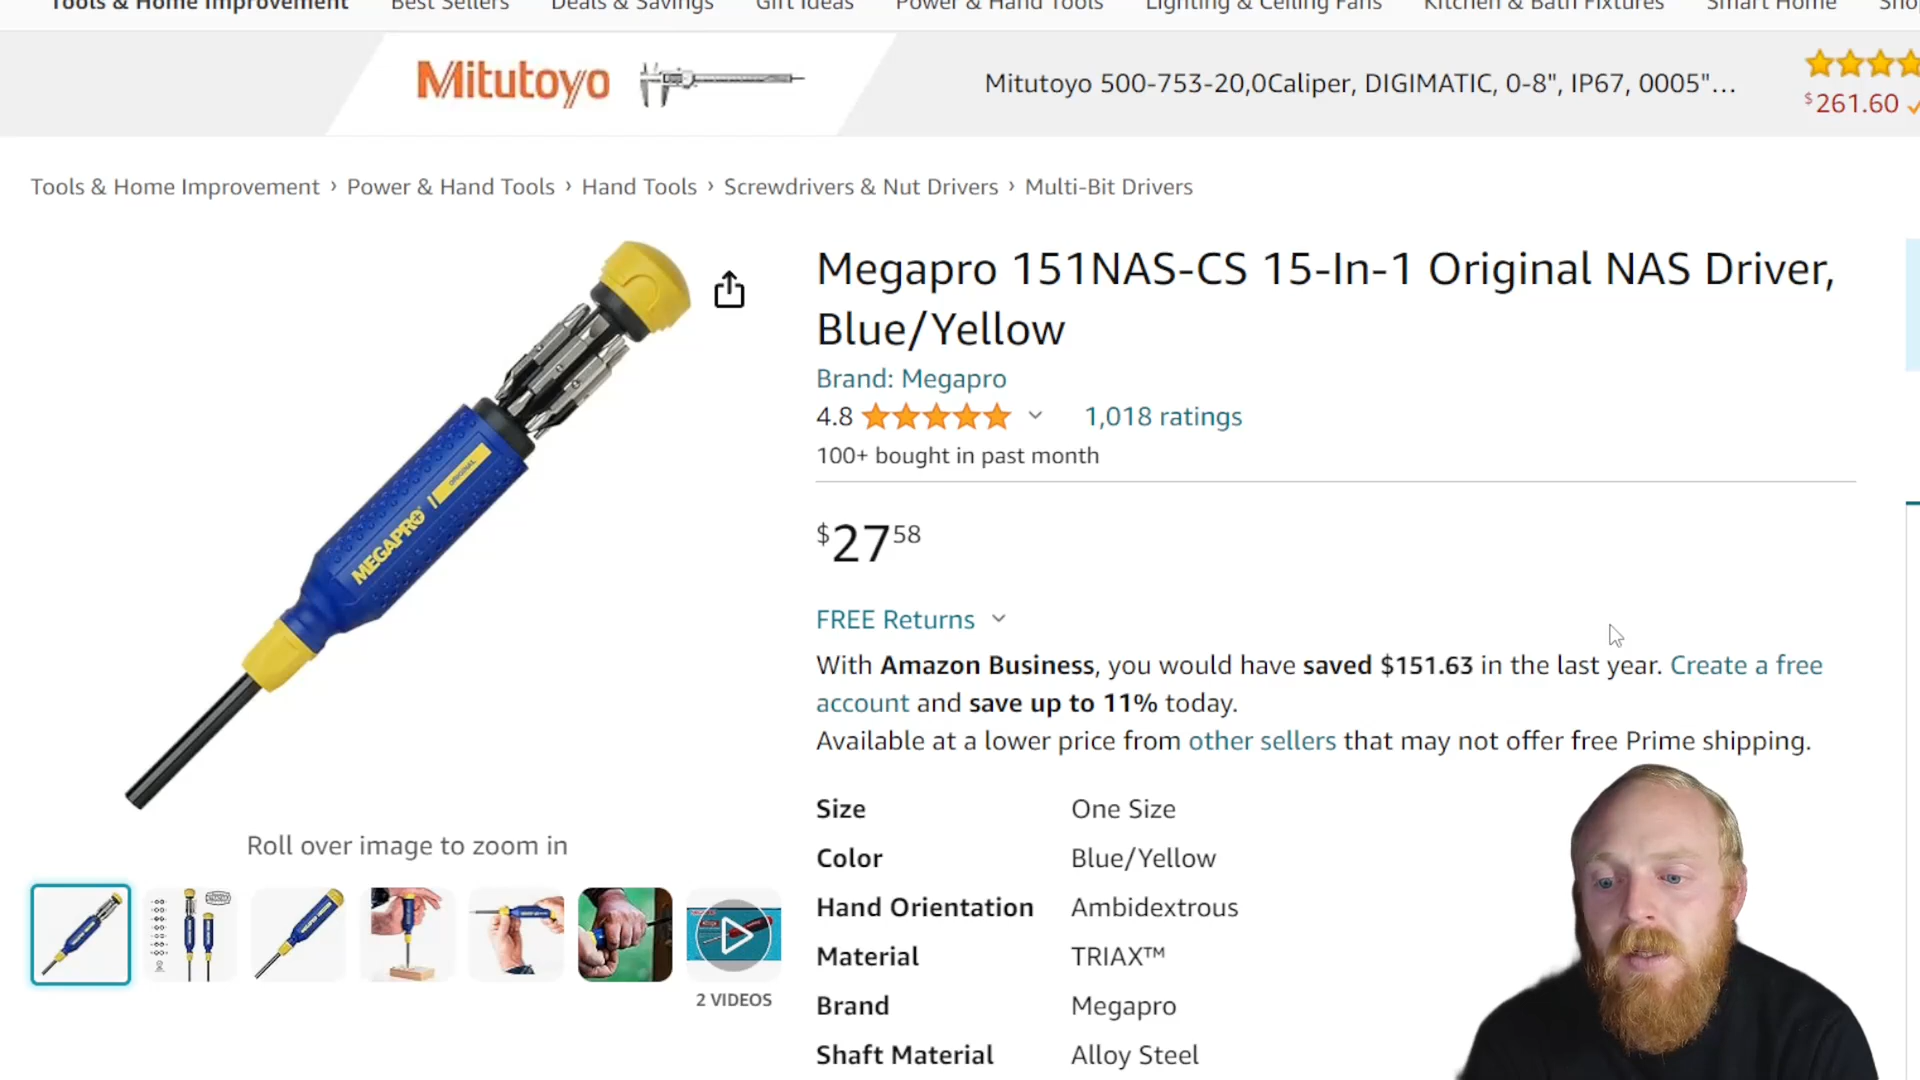 Tools & Home Improvement Best Sellers Deals & Savings Gift Ideas Power & Hand Tools Lighting & Ceiling Fans Kitchen & Bath Fixtures Smart Home Sho
Mitutoyo
Mitutoyo 500-753-20,0Caliper, DIGIMATIC, 0-8", IP67, 0005"...
$261.60
Tools & Home Improvement › Power & Hand Tools › Hand Tools › Screwdrivers & Nut Drivers › Multi-Bit Drivers
Megapro 151NAS-CS 15-In-1 Original NAS Driver,
Blue/Yellow
Brand: Megapro
4.8 1,018 ratings
100+ bought in past month
$27 58
FREE Returns
With Amazon Business, you would have saved $151.63 in the last year. Create a free
account and save up to 11% today.
Available at a lower price from other sellers that may not offer free Prime shipping.
Size One Size
Color Blue/Yellow
Hand Orientation Ambidextrous
Material TRIAX™
Brand Megapro
Shaft Material Alloy Steel
MEGAPRO
ORIGINAL
Roll over image to zoom in
2 VIDEOS